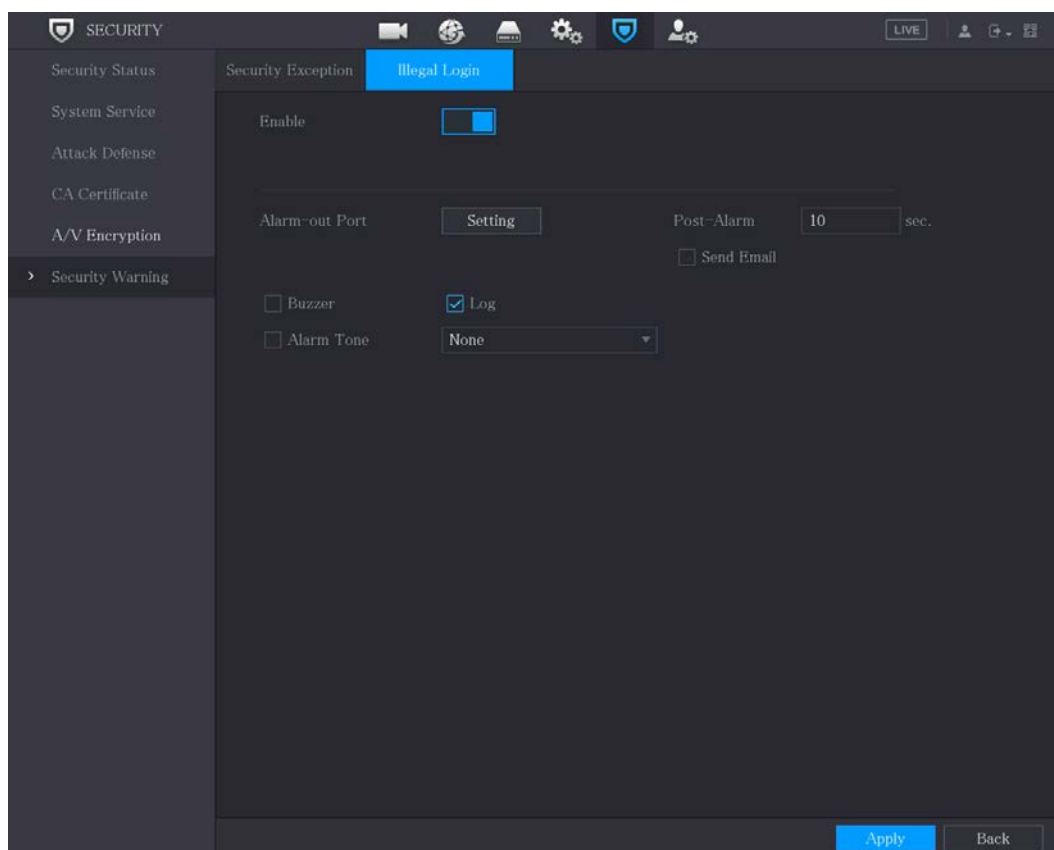 SECURITY
LIVE
Security Status
Security Exception
Illegal Login
System Service
Enable
Attack Defense
CA Certificate
Alarm-out Port
Setting
Post-Alarm
10
sec.
A/V Encryption
Send Email
Security Warning
Buzzer
Log
Alarm Tone
None
Apply
Back